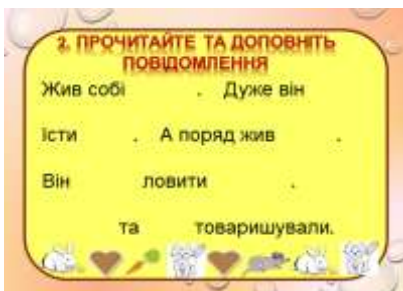 2. ПРОЧИТАЙТЕ ТА ДОПОВНІТЬ
ПОВІДОМЛЕННЯ
Жив собі . Дуже він
їсти . А поряд жив .
Він ловити .
та товаришували.